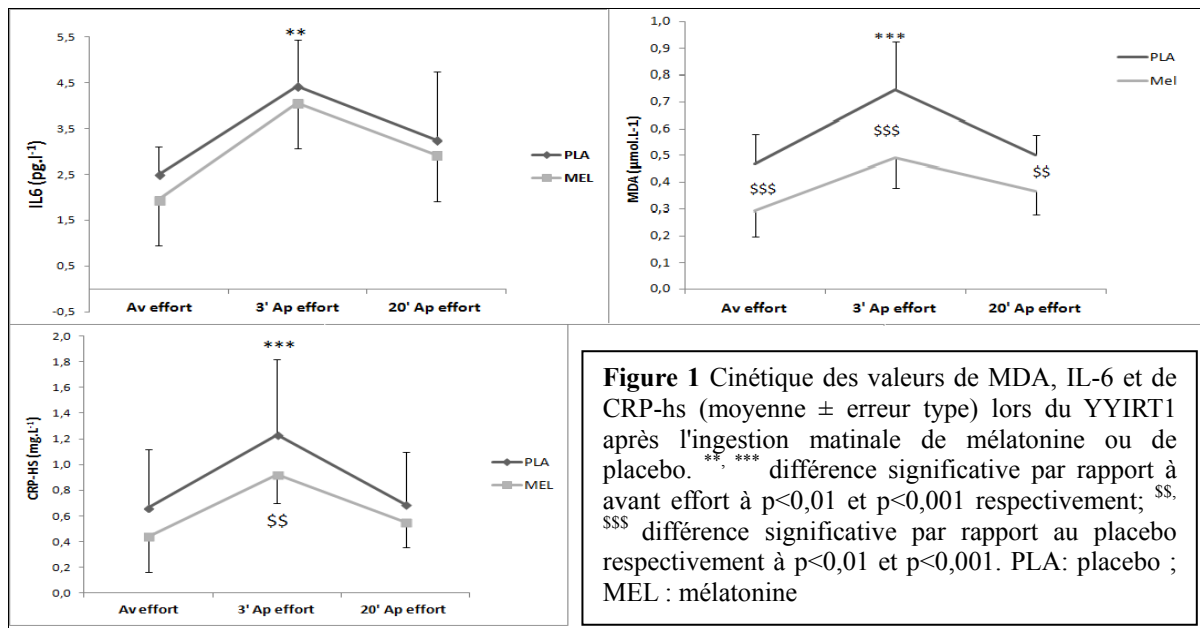 **
5,5
4,5
3,5
2,5
1,5
0,5
-0,5
IL6 (pg.l-1)
PLA
MEL
Av effort 3' Ap effort 20' Ap effort
***
1,0
0,9
0,8
0,7
0,6
0,5
0,4
0,3
0,2
0,1
0,0
MDA (µmol.L-1)
PLA
Mel
$$$
$$$
$$
Av effort 3' Ap effort 20' Ap effort
***
2,0
1,8
1,6
1,4
1,2
1,0
0,8
0,6
0,4
0,2
0,0
CRP-HS (mg.L-1)
PLA
MEL
$$
Av effort 3' Ap effort 20' Ap effort
Figure 1 Cinétique des valeurs de MDA, IL-6 et de
CRP-hs (moyenne ± erreur type) lors du YYIRT1
après l'ingestion matinale de mélatonine ou de
placebo. **, *** différence significative par rapport à
avant effort à p<0,01 et p<0,001 respectivement; $$,
$$$ différence significative par rapport au placebo
respectivement à p<0,01 et p<0,001. PLA: placebo ;
MEL : mélatonine